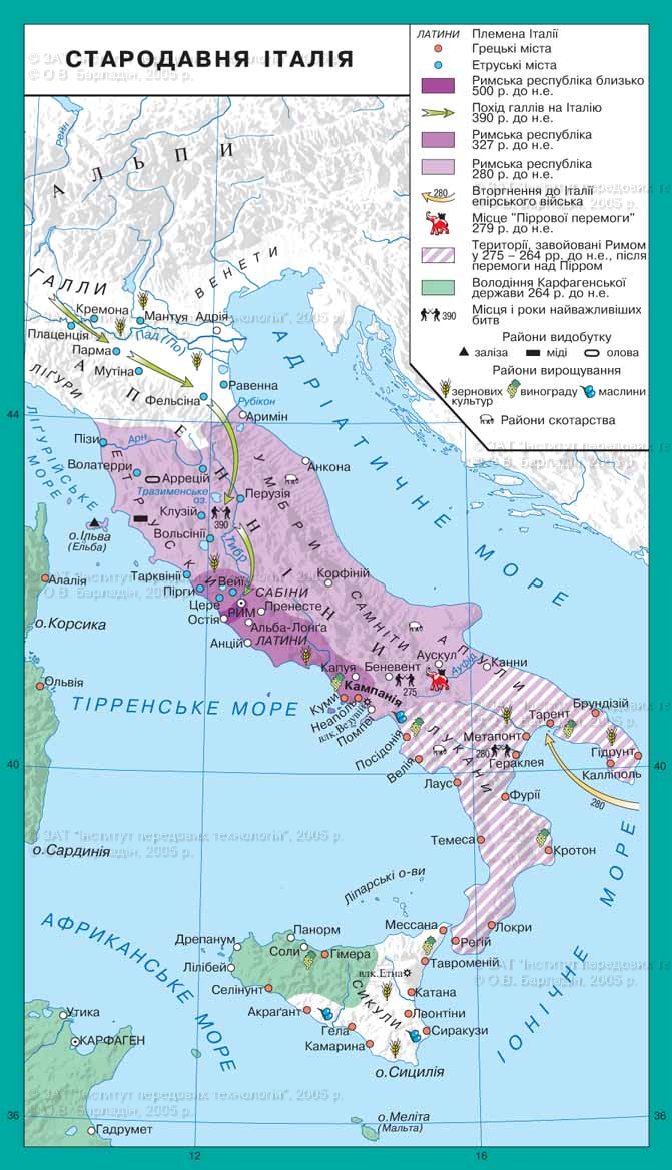 СТАРОДАВНЯ ІТАЛІЯ
© ЗАТ "Інститут передових технологій", 2005 р.
© О.В. Барладін, 2005 р.
ЛАТИНИ Племена Італії
Грецькі міста
Етруські міста
Римська республіка близько
500 р. до н.е.
Похід галлів на Італію
390 р. до н.е.
Римська республіка
327 р. до н.е.
Римська республіка
280 р. до н.е.
280 Вторгнення до Італії
епірського війська
Місце "Піррової перемоги"
279 р. до н.е.
Території, завойовані Римом
у 275 – 264 рр. до н.е., після
перемоги над Пірром
Володіння Карфагенської
держави 264 р. до н.е.
390 Місця і роки найважливіших
битв
Райони видобутку
заліза міді олова
Райони вирощування
зернових культур
винограду
маслини
Райони скотарства
Рейн
АЛЬПИ
ГАЛЛИ
ВЕНЕТИ
Кремона
Мантуя
Адрія
Плаценція
Пад (По)
Парма
Мутіна
Равенна
Фельсіна
Рубікон
ЛІГУРИ
АПЕННІНИ
44
Аримін
АДРІАТИЧНЕ МОРЕ
ЛІГУРІЙСЬКЕ
МОРЕ
Пізи
Арн
Анкона
УМБРИ
ЕТРУСКИ
Волатерри
Аррецій
Тразименське
оз.
Перузія
Клузій
390
о.Ільва
(Ельба)
Вольсінії
Тибр
Алалія
Тарквінії
Вейї
САБІНИ
Корфіній
Пірги
Цере
РИМ
Пренесте
САМНІТИ
Остія
Альба-Лонґа
о.Корсика
ЛАТИНИ
Анцій
АПУЛИ
Аускул
Ауфід
Канни
Капуя
Беневент
275
Ольвія
Кампанія
Куми
Неаполь
влк.Везувій
Помпеї
ТІРРЕНСЬКЕ МОРЕ
Брундізій
Тарент
Посідонія
ЛУКАНИ
Метапонт
280
Гераклея
Гідрунт
Велія
Калліполь
40
Лаус
Фурії
280
Темеса
Кротон
о.Сардинія
Ліпарські о-ви
ІОНІЧНЕ МОРЕ
АФРИКАНСЬКЕ МОРЕ
Дрепанум
Панорм
Мессана
Локри
Соли
Гімера
Регій
Лілібей
влк.Етна
Тавроменій
Селінунт
СИКУЛИ
Катана
Утика
Акраґант
Леонтіни
КАРФАГЕН
Гела
Сиракузи
Камарина
о.Сицилія
36
о.Меліта
(Мальта)
Гадрумет
12
16